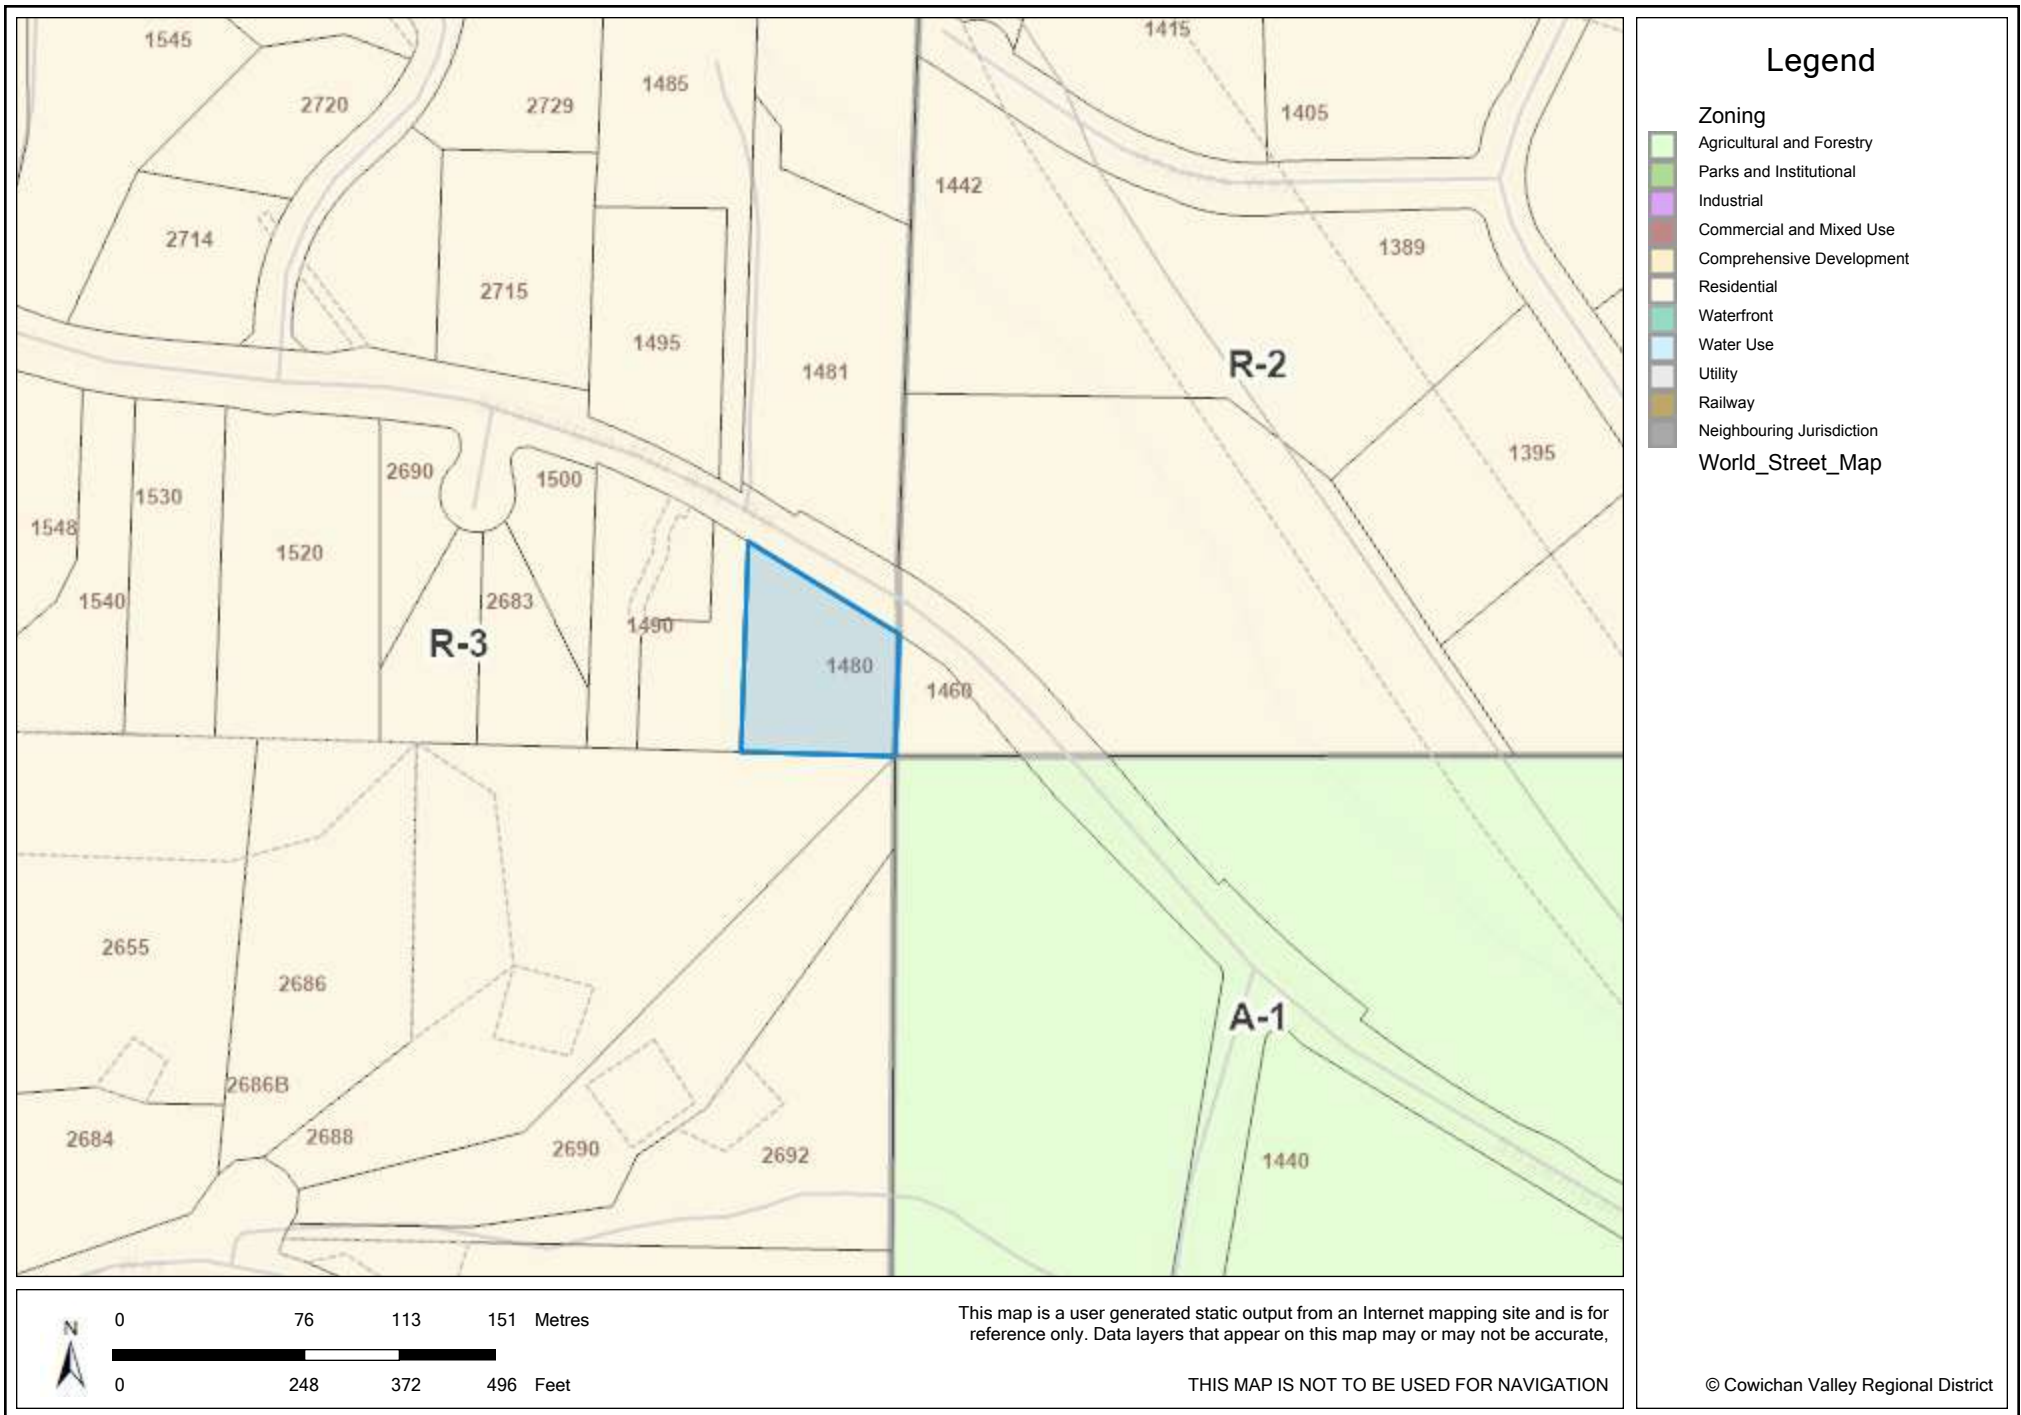 1545
1415
2720
2729
1485
1405
2714
1442
1389
2715
1495
1481
R-2
2690
1500
1395
1530
1548
1520
1540
2683
1490
R-3
1480
1460
2655
2686
A-1
2686B
2684
2688
2690
2692
1440
Legend
Zoning
Agricultural and Forestry
Parks and Institutional
Industrial
Commercial and Mixed Use
Comprehensive Development
Residential
Waterfront
Water Use
Utility
Railway
Neighbouring Jurisdiction
World_Street_Map
N
0 76 113 151 Metres
0 248 372 496 Feet
This map is a user generated static output from an Internet mapping site and is for
reference only. Data layers that appear on this map may or may not be accurate,
THIS MAP IS NOT TO BE USED FOR NAVIGATION
© Cowichan Valley Regional District